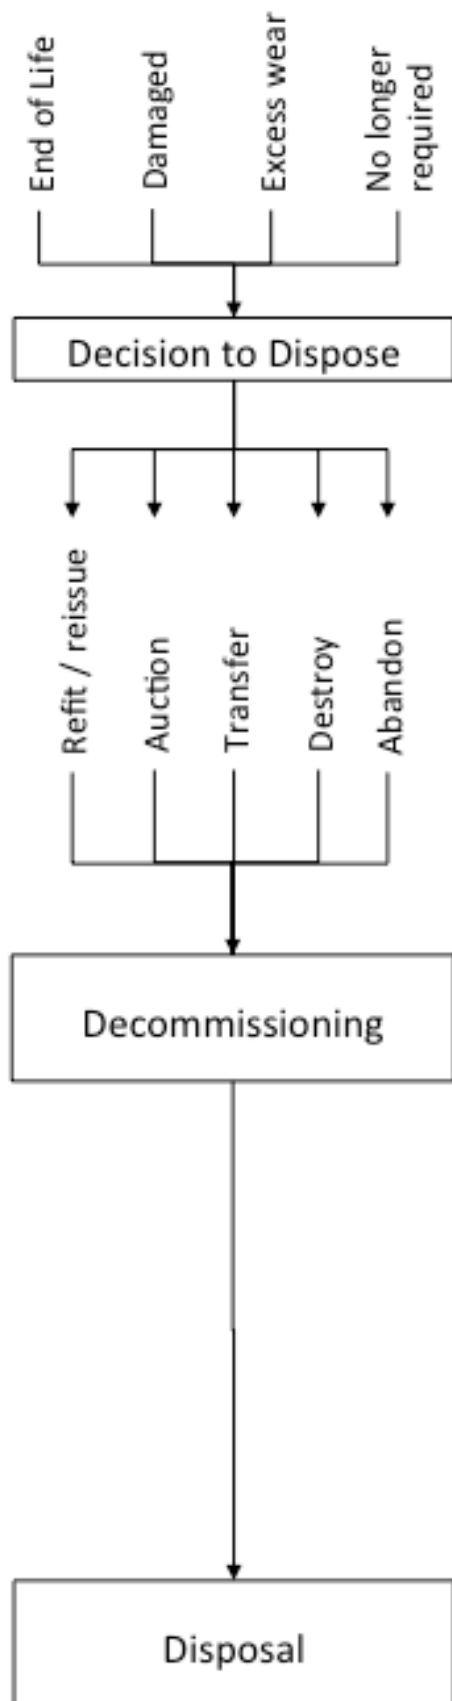 End of Life
Damaged
Excess wear
No longer
required
Decision to Dispose
Refit / reissue
Auction
Transfer
Destroy
Abandon
Decommissioning
Disposal